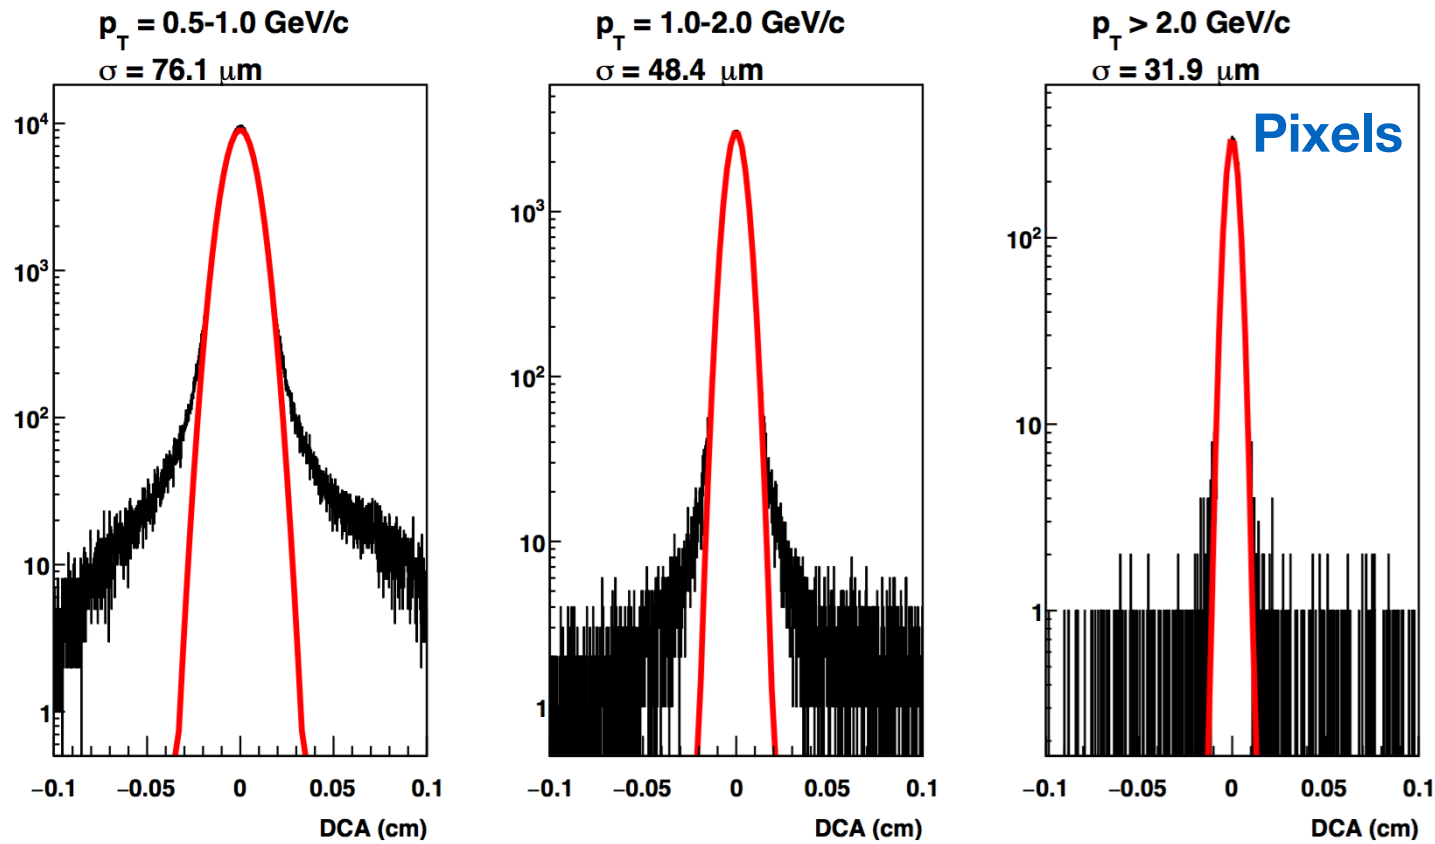 p_T = 0.5-1.0 GeV/c
σ = 76.1 μm
10^4
10^3
10^2
10
1
−0.1 −0.05 0 0.05 0.1
DCA (cm)
p_T = 1.0-2.0 GeV/c
σ = 48.4 μm
10^3
10^2
10
1
−0.1 −0.05 0 0.05 0.1
DCA (cm)
p_T > 2.0 GeV/c
σ = 31.9 μm
Pixels
10^2
10
1
−0.1 −0.05 0 0.05 0.1
DCA (cm)